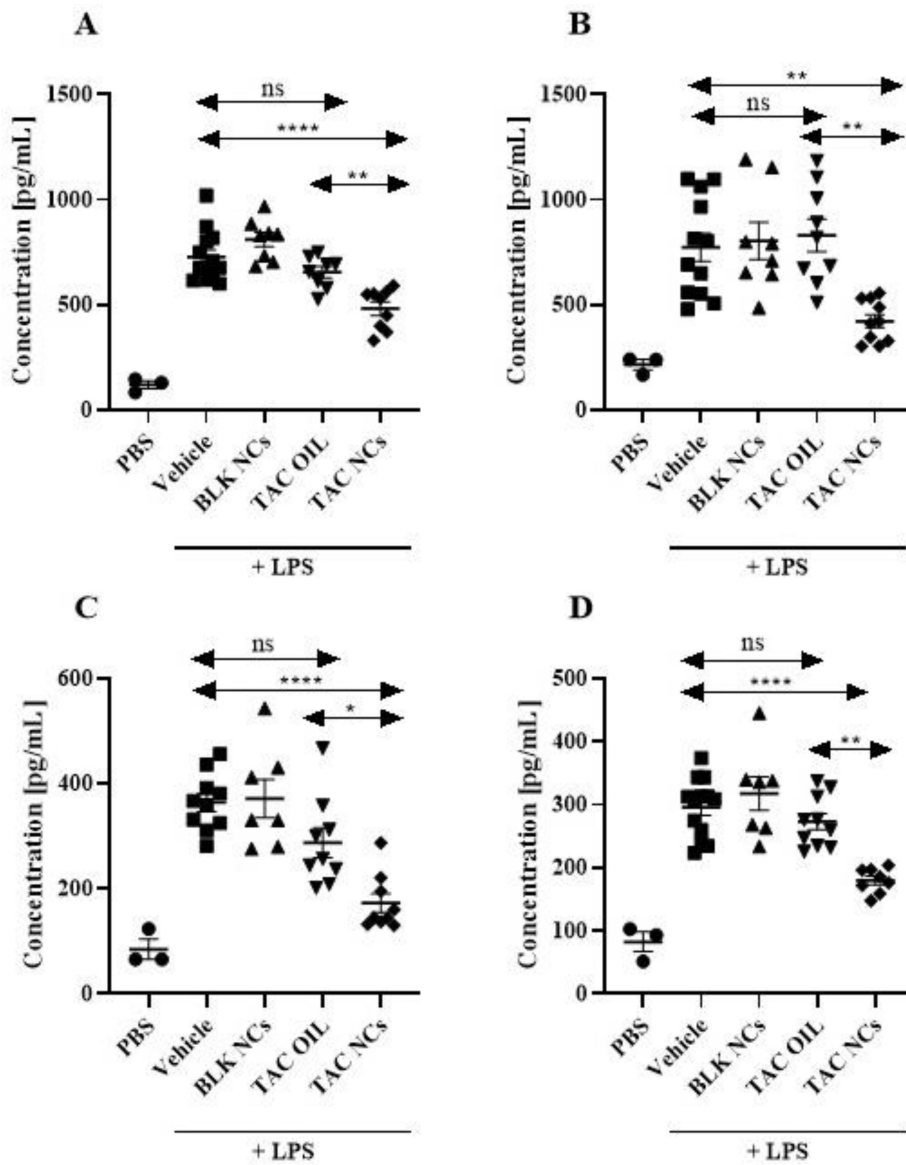 A
Concentration [pg/mL]
1500
1000
500
0
ns
****
**
PBS
Vehicle
BLK NCs
TAC OIL
TAC NCs
+ LPS
B
Concentration [pg/mL]
1500
1000
500
0
**
ns
**
PBS
Vehicle
BLK NCs
TAC OIL
TAC NCs
+ LPS
C
Concentration [pg/mL]
600
400
200
0
ns
****
*
PBS
Vehicle
BLK NCs
TAC OIL
TAC NCs
+ LPS
D
Concentration [pg/mL]
500
400
300
200
100
0
ns
****
**
PBS
Vehicle
BLK NCs
TAC OIL
TAC NCs
+ LPS